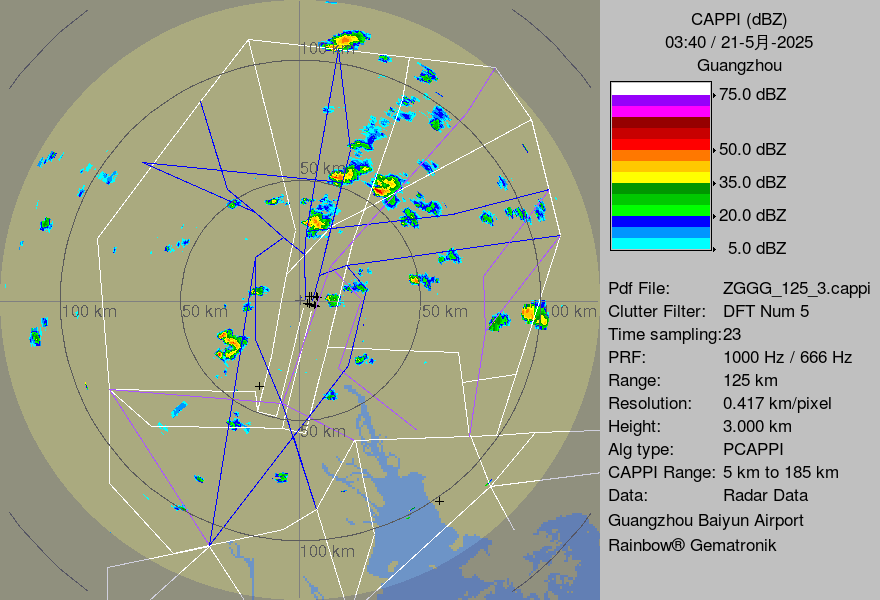 CAPPI (dBZ)
03:40 / 21-5月-2025
Guangzhou
75.0 dBZ
50.0 dBZ
35.0 dBZ
20.0 dBZ
5.0 dBZ
Pdf File: ZGGG_125_3.cappi
Clutter Filter: DFT Num 5
Time sampling:23
PRF: 1000 Hz / 666 Hz
Range: 125 km
Resolution: 0.417 km/pixel
Height: 3.000 km
Alg type: PCAPPI
CAPPI Range: 5 km to 185 km
Data: Radar Data
Guangzhou Baiyun Airport
Rainbow® Gematronik
100 km
50 km
100 km
50 km
50 km
100 km
50 km
100 km